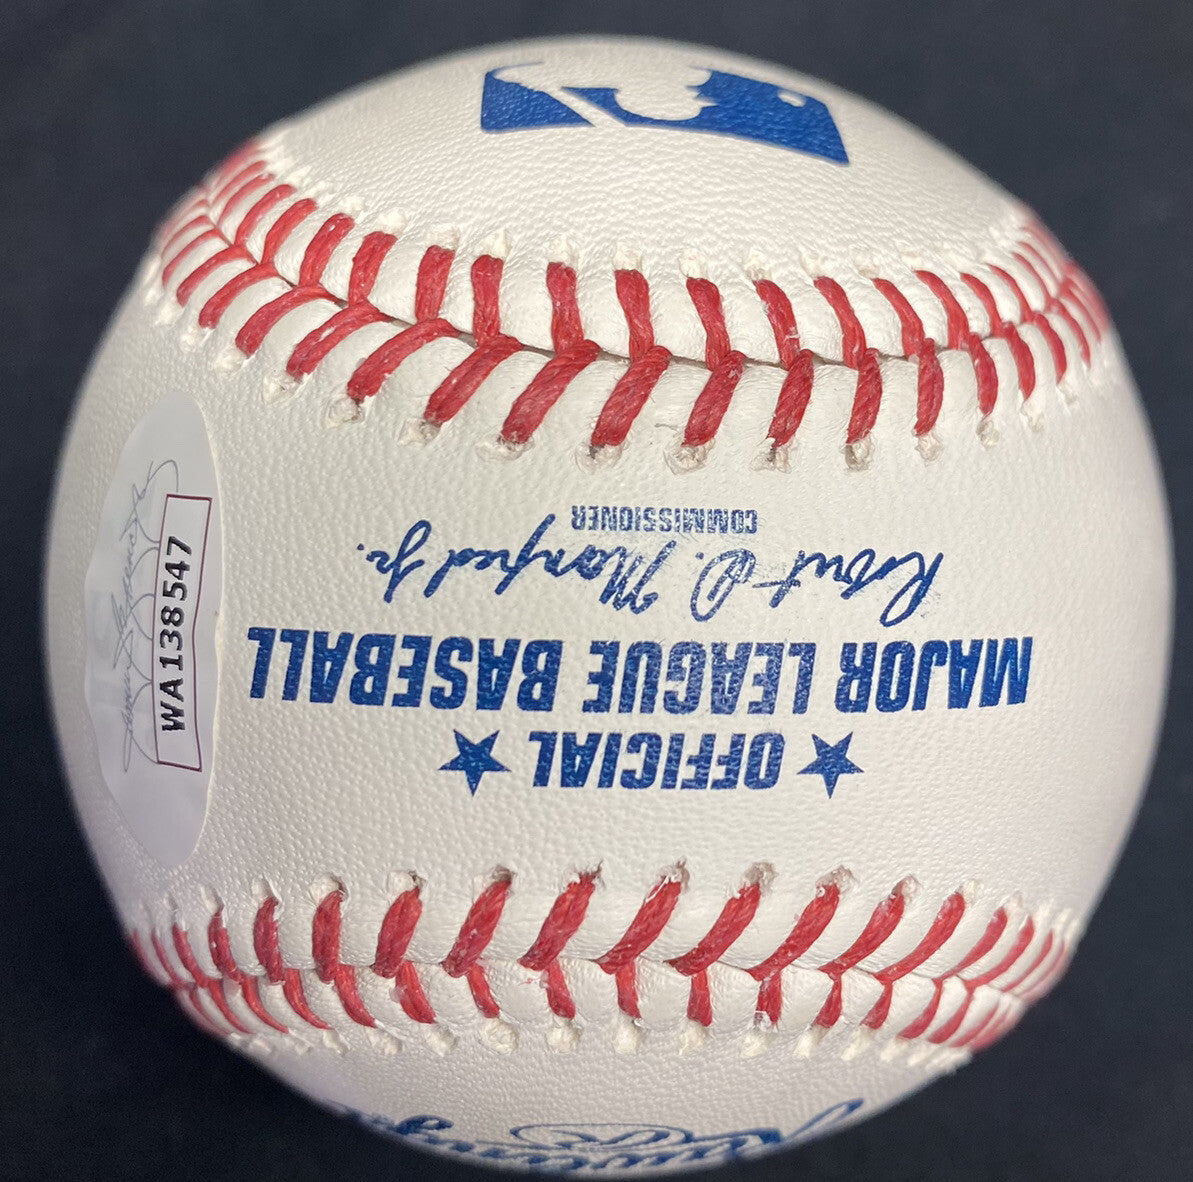 OFFICIAL
MAJOR LEAGUE BASEBALL
Robert D. Manfred Jr.
COMMISSIONER
WA138547